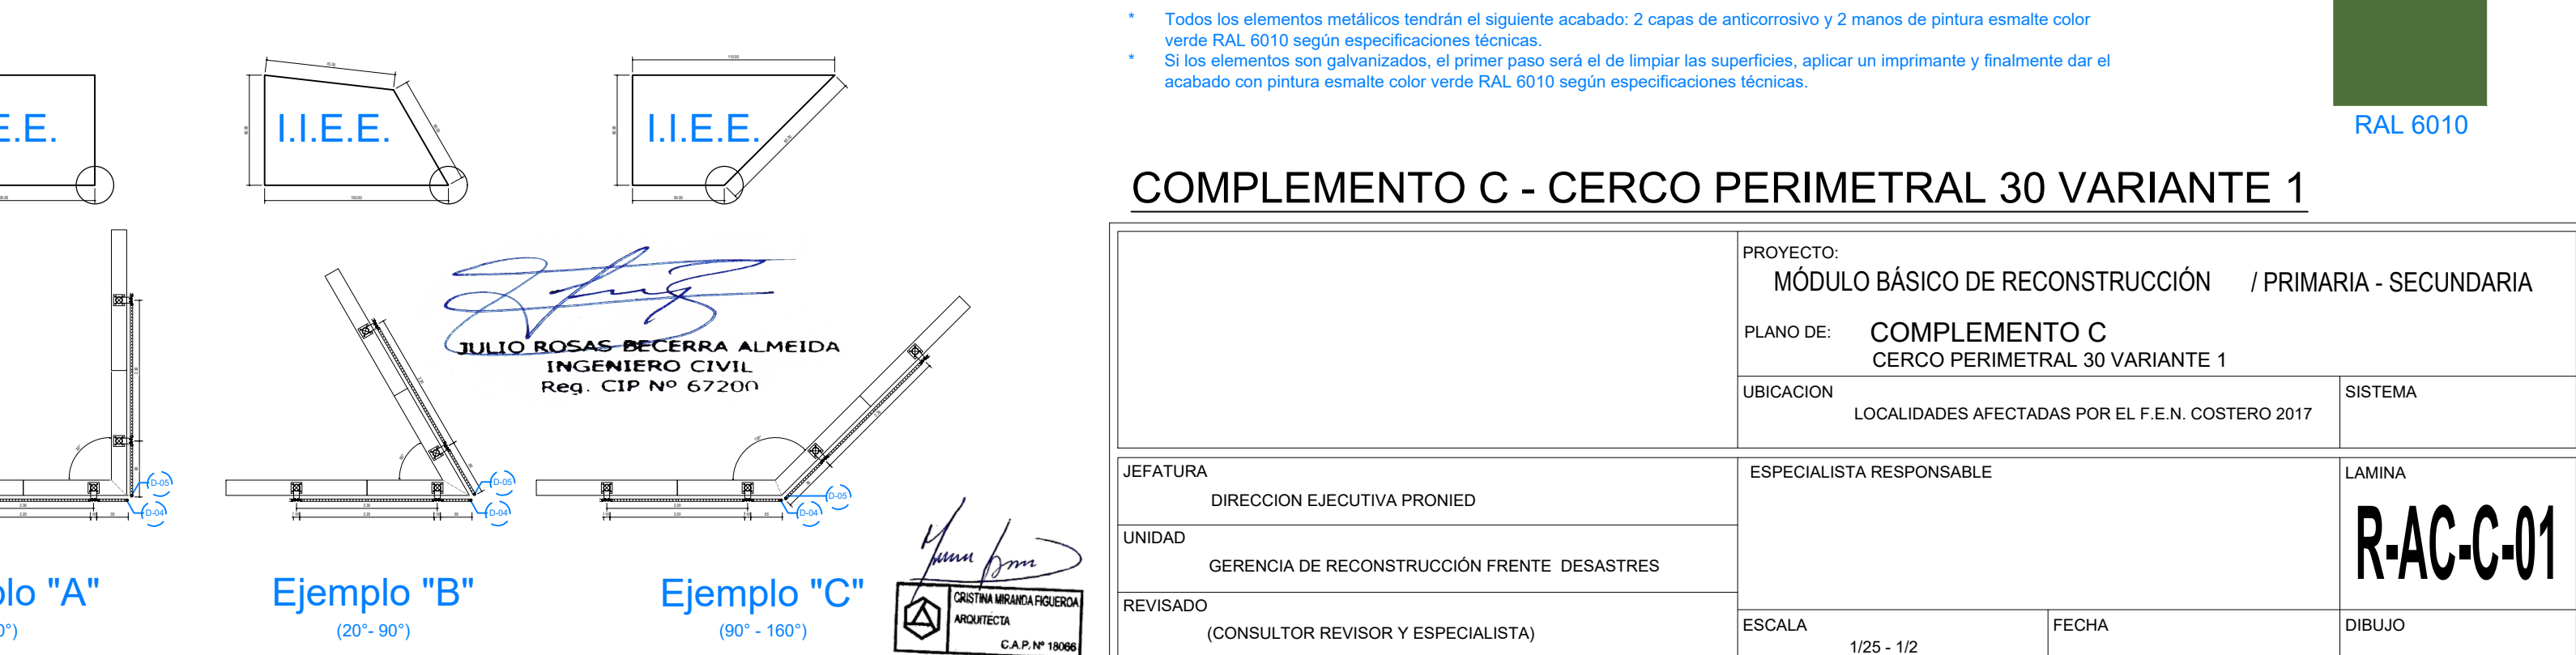 * Todos los elementos metálicos tendrán el siguiente acabado: 2 capas de anticorrosivo y 2 manos de pintura esmalte color
verde RAL 6010 según especificaciones técnicas.
* Si los elementos son galvanizados, el primer paso será el de limpiar las superficies, aplicar un imprimante y finalmente dar el
acabado con pintura esmalte color verde RAL 6010 según especificaciones técnicas.
RAL 6010
E.E.
I.I.E.E.
I.I.E.E.
COMPLEMENTO C - CERCO PERIMETRAL 30 VARIANTE 1
JULIO ROSAS BECERRA ALMEIDA
INGENIERO CIVIL
Reg. CIP Nº 67200
D-05
D-04
D-05
D-04
D-05
D-04
plo "A"
0°)
Ejemplo "B"
(20°- 90°)
Ejemplo "C"
(90° - 160°)
CRISTINA MIRANDA FIGUEROA
ARQUITECTA
C.A.P. Nº 18066
PROYECTO:
MÓDULO BÁSICO DE RECONSTRUCCIÓN / PRIMARIA - SECUNDARIA
PLANO DE: COMPLEMENTO C
CERCO PERIMETRAL 30 VARIANTE 1
UBICACION
LOCALIDADES AFECTADAS POR EL F.E.N. COSTERO 2017
SISTEMA
JEFATURA
DIRECCION EJECUTIVA PRONIED
UNIDAD
GERENCIA DE RECONSTRUCCIÓN FRENTE DESASTRES
REVISADO
(CONSULTOR REVISOR Y ESPECIALISTA)
ESPECIALISTA RESPONSABLE
LAMINA
R-AC-C-01
ESCALA
1/25 - 1/2
FECHA
DIBUJO